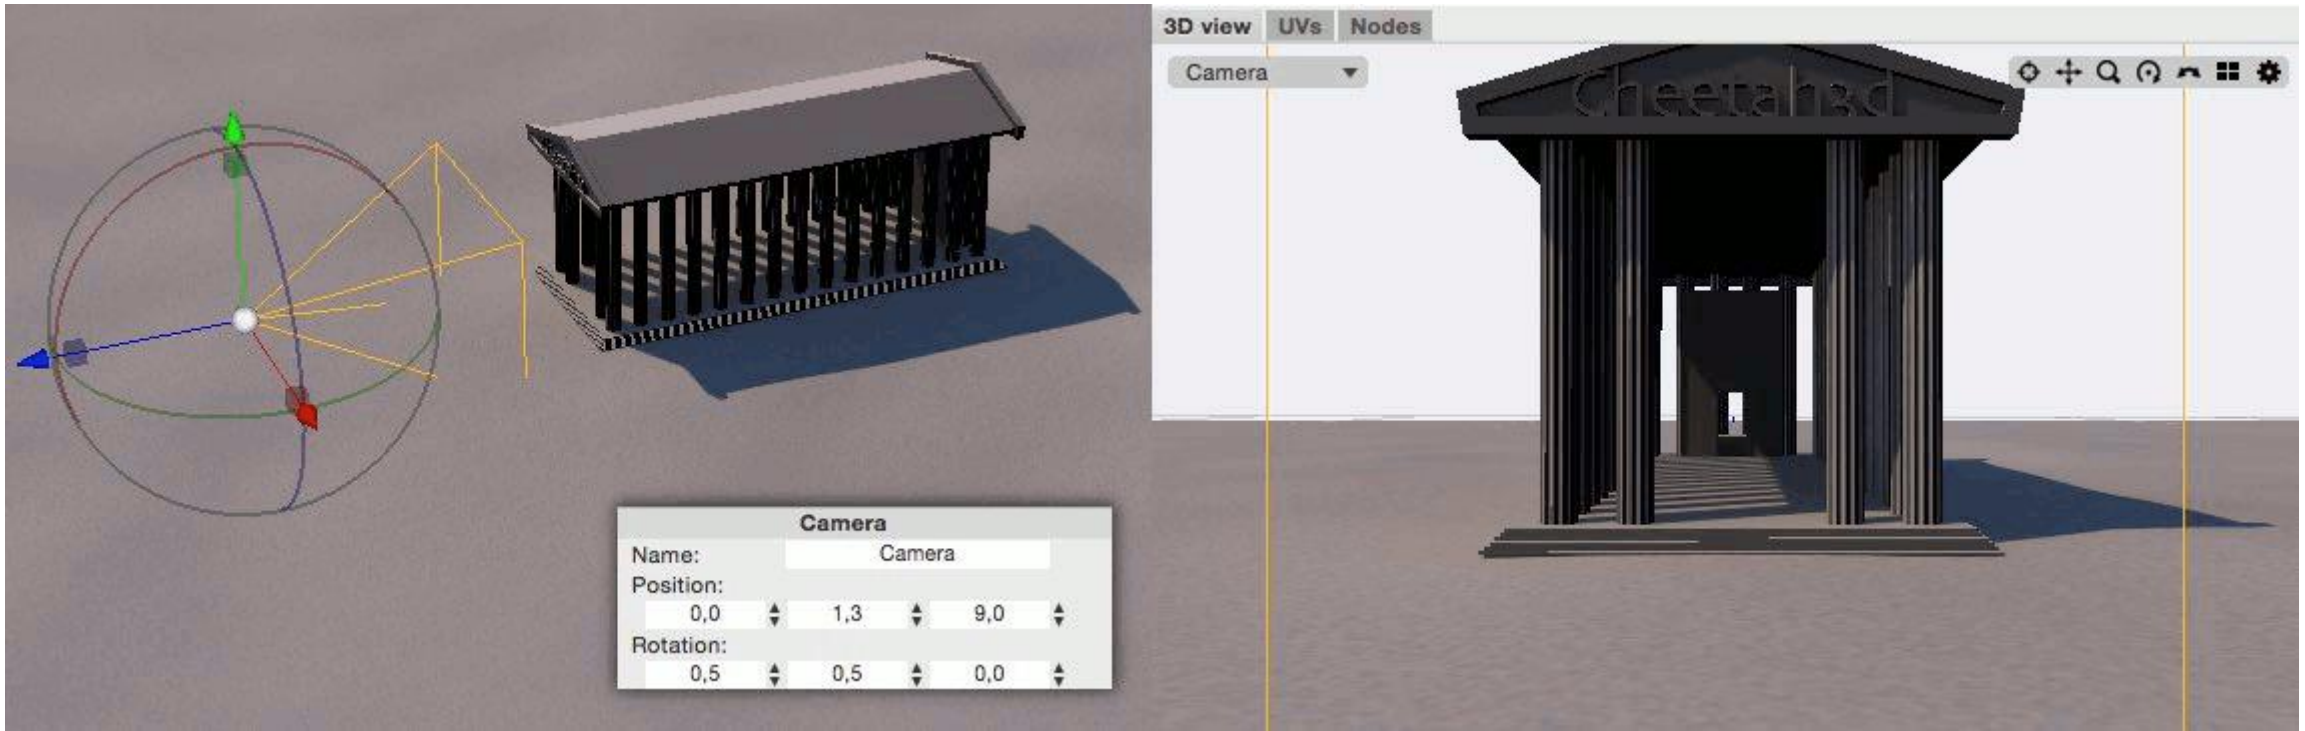 3D view UVs Nodes
Camera
Cheetah3d
Camera
Name: Camera
Position:
0,0 1,3 9,0
Rotation:
0,5 0,5 0,0